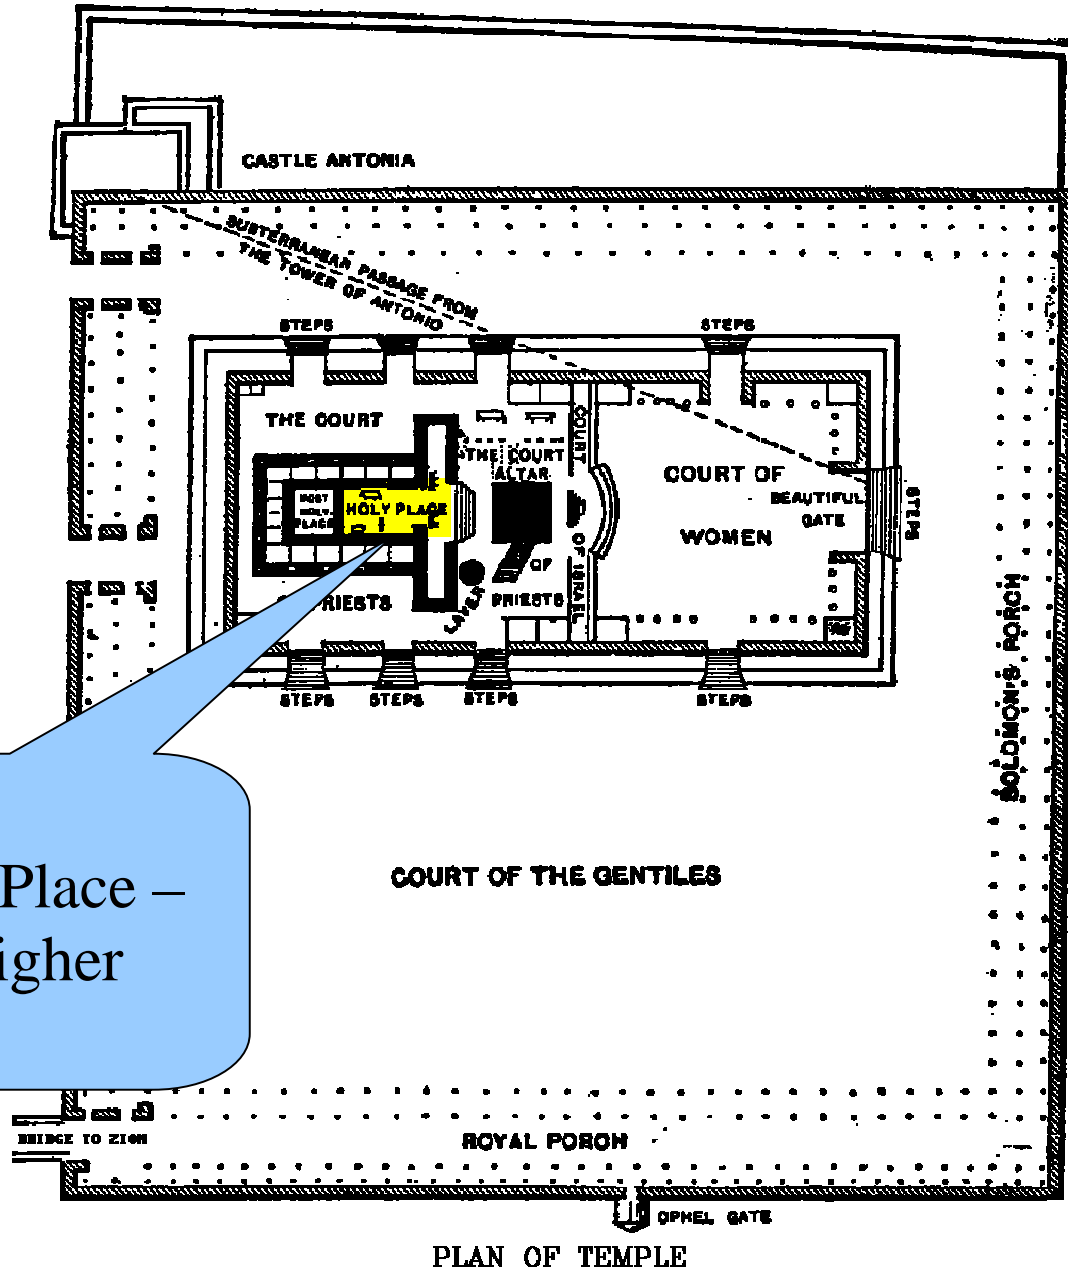 CASTLE ANTONIA
SUBTERRANEAN PASSAGE FROM
THE TOWER OF ANTONIO
STEPS
STEPS
THE COURT
COURT
THE COURT
ALTAR
COURT OF
BEAUTIFUL
GATE
STEPS
MOST
HOLY
PLACE
HOLY PLACE
WOMEN
OF
OF ISRAEL
PRIESTS
LAVER
PRIESTS
STEPS
STEPS
STEPS
STEPS
SOLOMON'S PORCH
Place –
igher
COURT OF THE GENTILES
BRIDGE TO ZION
ROYAL PORCH
OPHEL GATE
PLAN OF TEMPLE